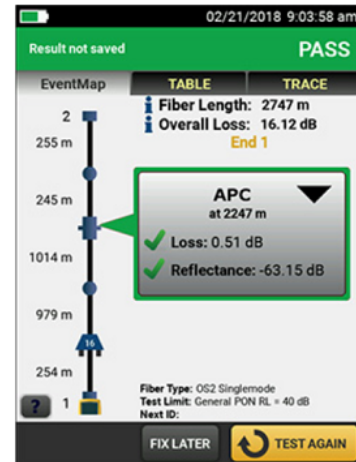 02/21/2018 9:03:58 am
Result not saved PASS
EventMap TABLE TRACE
Fiber Length: 2747 m
Overall Loss: 16.12 dB
End 1
2
255 m
245 m
APC
at 2247 m
Loss: 0.51 dB
Reflectance: -63.15 dB
1014 m
979 m
16
254 m
1
Fiber Type: OS2 Singlemode
Test Limit: General PON RL = 40 dB
Next ID:
? FIX LATER TEST AGAIN